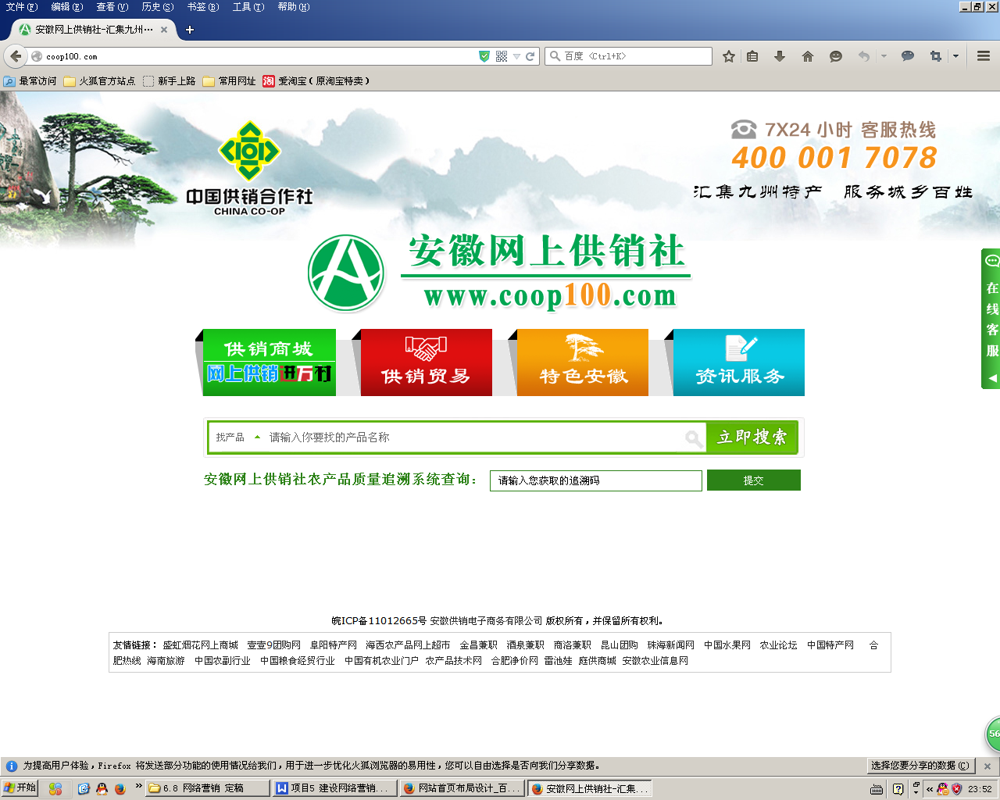 文件(F) 编辑(E) 查看(V) 历史(S) 书签(B) 工具(T) 帮助(H)
安徽网上供销社-汇集九州…
coop100.com
百度 <Ctrl+K>
最常访问 火狐官方站点 新手上路 常用网址 爱淘宝（原淘宝特卖）
7X24 小时 客服热线
400 001 7078
汇集九州特产 服务城乡百姓
中国供销合作社
CHINA CO-OP
安徽网上供销社
www.coop100.com
在线客服
供销商城
网上供销进万村
供销贸易
特色安徽
资讯服务
找产品 请输入你要找的产品名称 立即搜索
安徽网上供销社农产品质量追溯系统查询： 请输入您获取的追溯码 提交
皖ICP备11012665号 安徽供销电子商务有限公司 版权所有，并保留所有权利。
友情链接： 盛虹烟花网上商城 壹壹9团购网 阜阳特产网 海西农产品网上超市 金昌兼职 酒泉兼职 商洛兼职 昆山团购 珠海新闻网 中国水果网 农业论坛 中国特产网 合
肥热线 海南旅游 中国农副行业 中国粮食经贸行业 中国有机农业门户 农产品技术网 合肥净价网 雷池娃 庭供商城 安徽农业信息网
56
为提高用户体验，Firefox 将发送部分功能的使用情况给我们，用于进一步优化火狐浏览器的易用性，您可以自由选择是否向我们分享数据。 选择您要分享的数据(C)
开始 6.8 网络营销 定稿 项目5 建设网络营销... 网站首页布局设计_百... 安徽网上供销社-汇集... 23:52